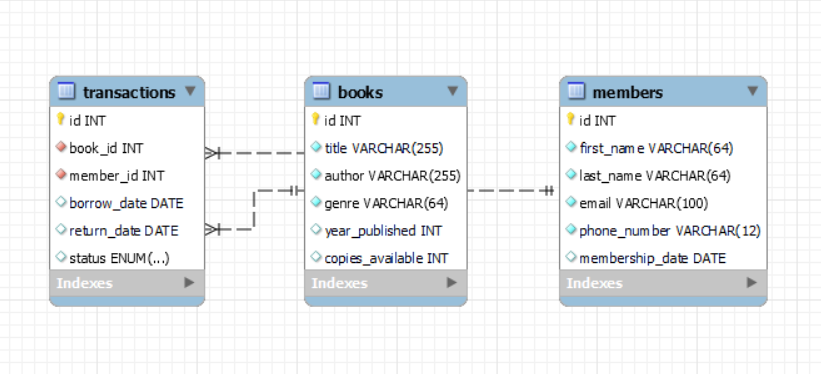 transactions
id INT
book_id INT
member_id INT
borrow_date DATE
return_date DATE
status ENUM(...)
Indexes
books
id INT
title VARCHAR(255)
author VARCHAR(255)
genre VARCHAR(64)
year_published INT
copies_available INT
Indexes
members
id INT
first_name VARCHAR(64)
last_name VARCHAR(64)
email VARCHAR(100)
phone_number VARCHAR(12)
membership_date DATE
Indexes